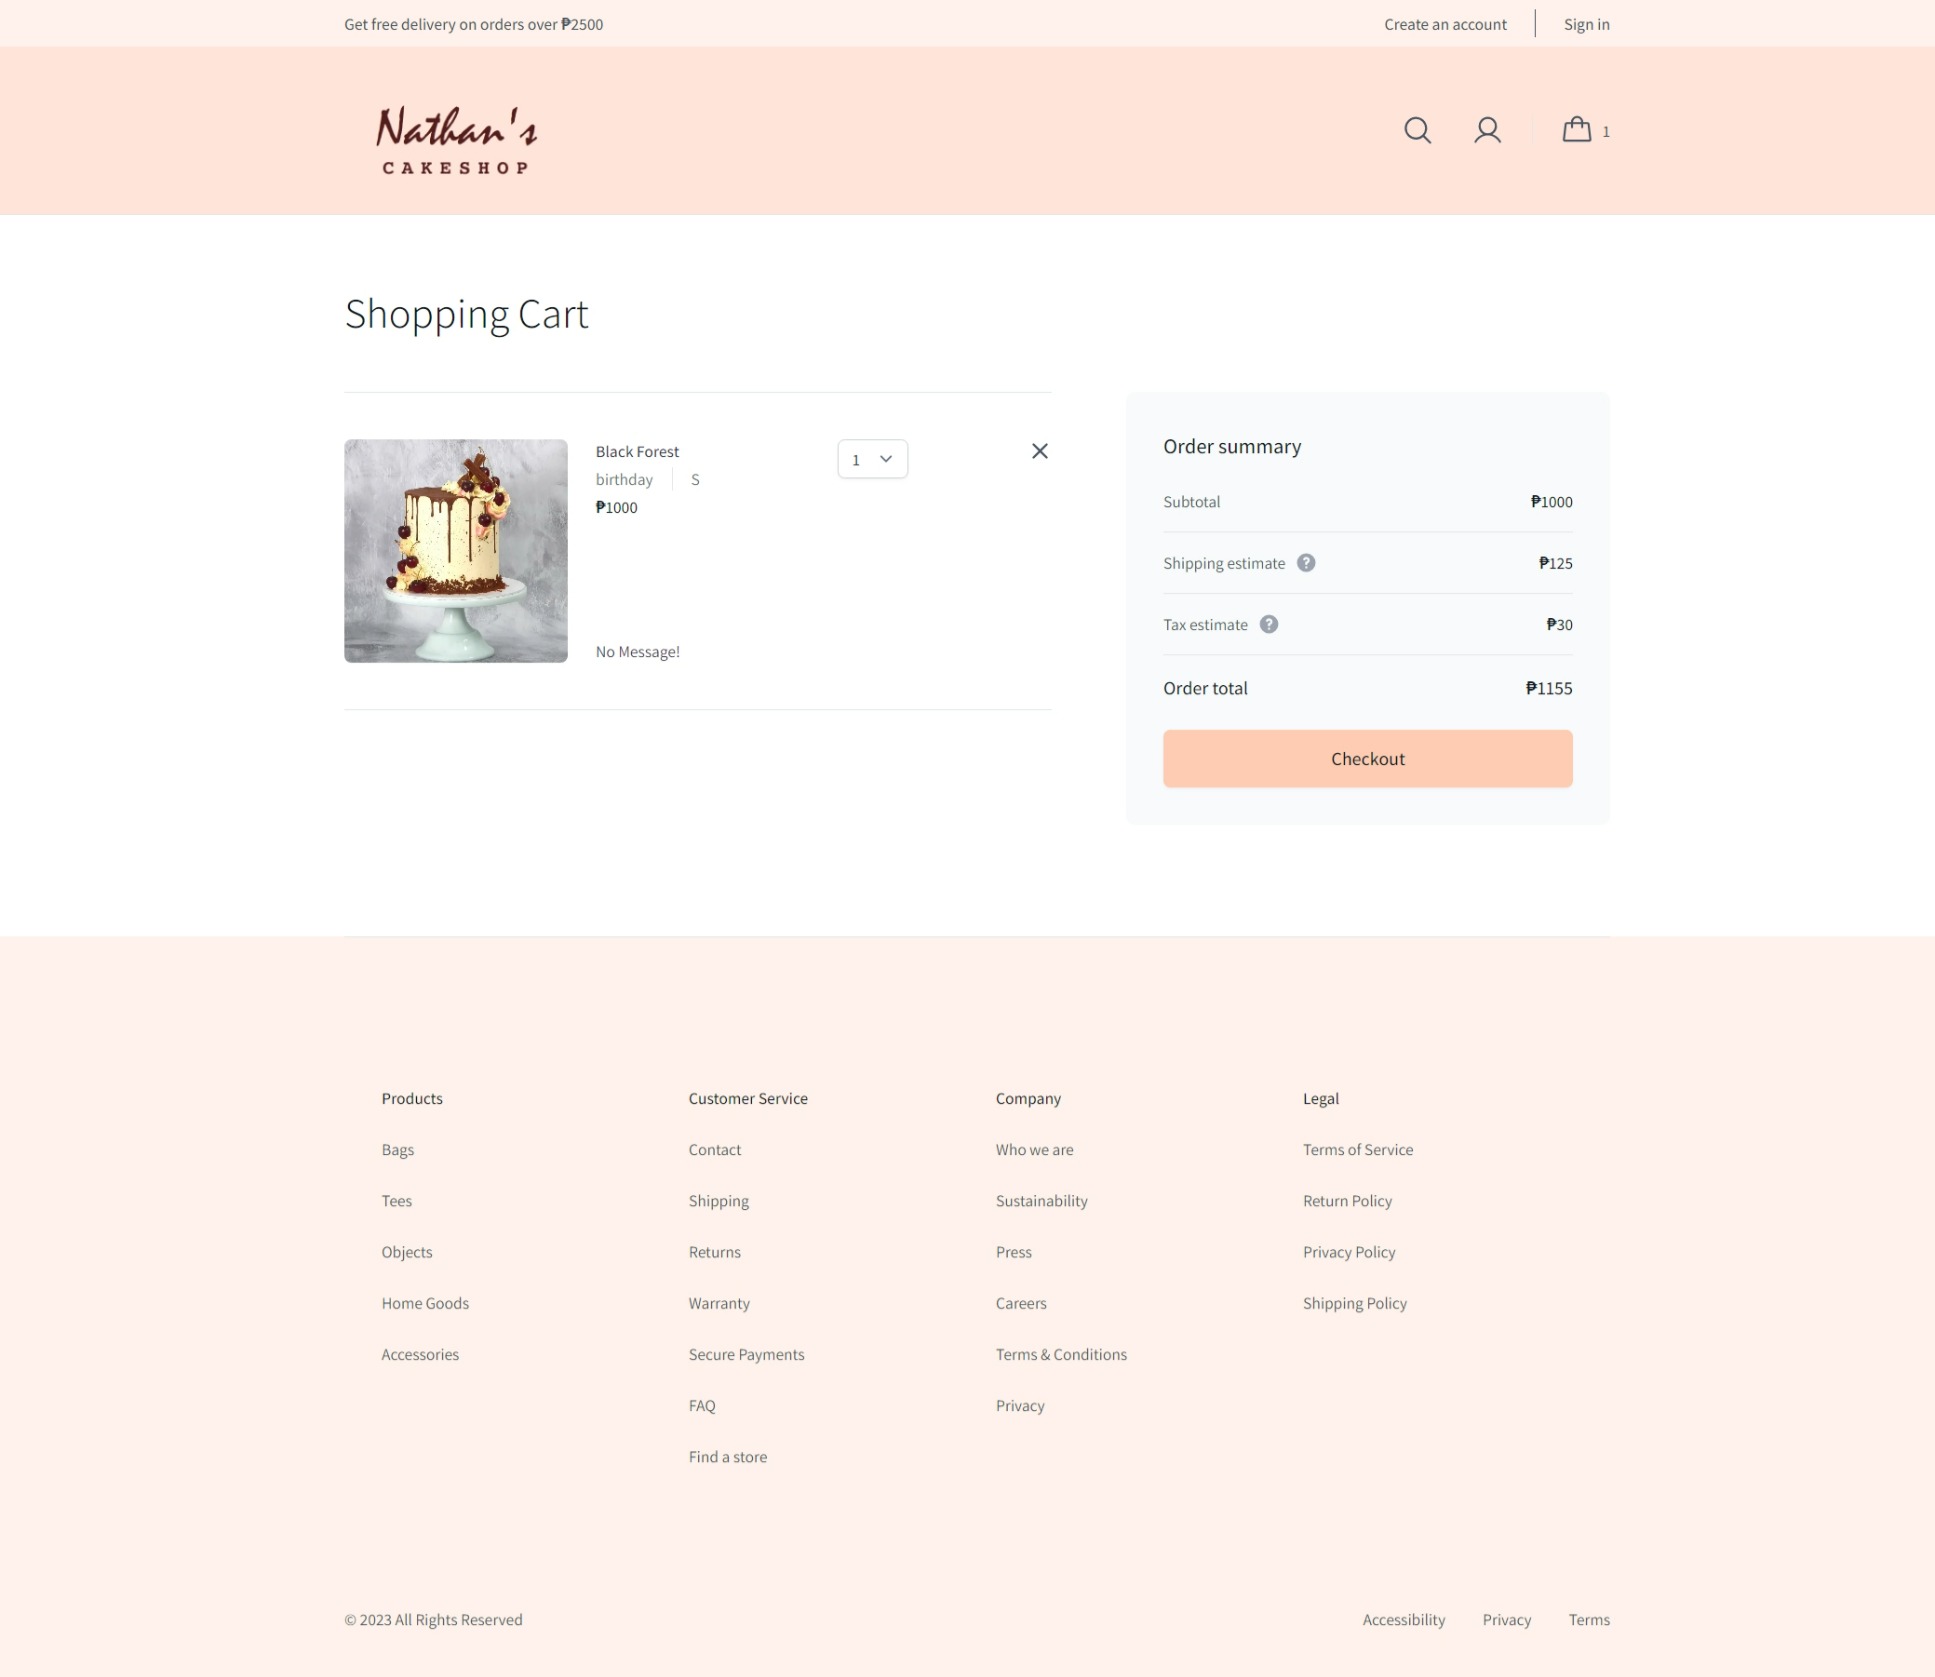 Get free delivery on orders over ₱2500
Create an account
Sign in
Nathan's
CAKESHOP
1
Shopping Cart
Black Forest
birthday
S
₱1000
1
No Message!
Order summary
Subtotal
₱1000
Shipping estimate
?
₱125
Tax estimate
?
₱30
Order total
₱1155
Checkout
Products
Bags
Tees
Objects
Home Goods
Accessories
Customer Service
Contact
Shipping
Returns
Warranty
Secure Payments
FAQ
Find a store
Company
Who we are
Sustainability
Press
Careers
Terms & Conditions
Privacy
Legal
Terms of Service
Return Policy
Privacy Policy
Shipping Policy
© 2023 All Rights Reserved
Accessibility
Privacy
Terms